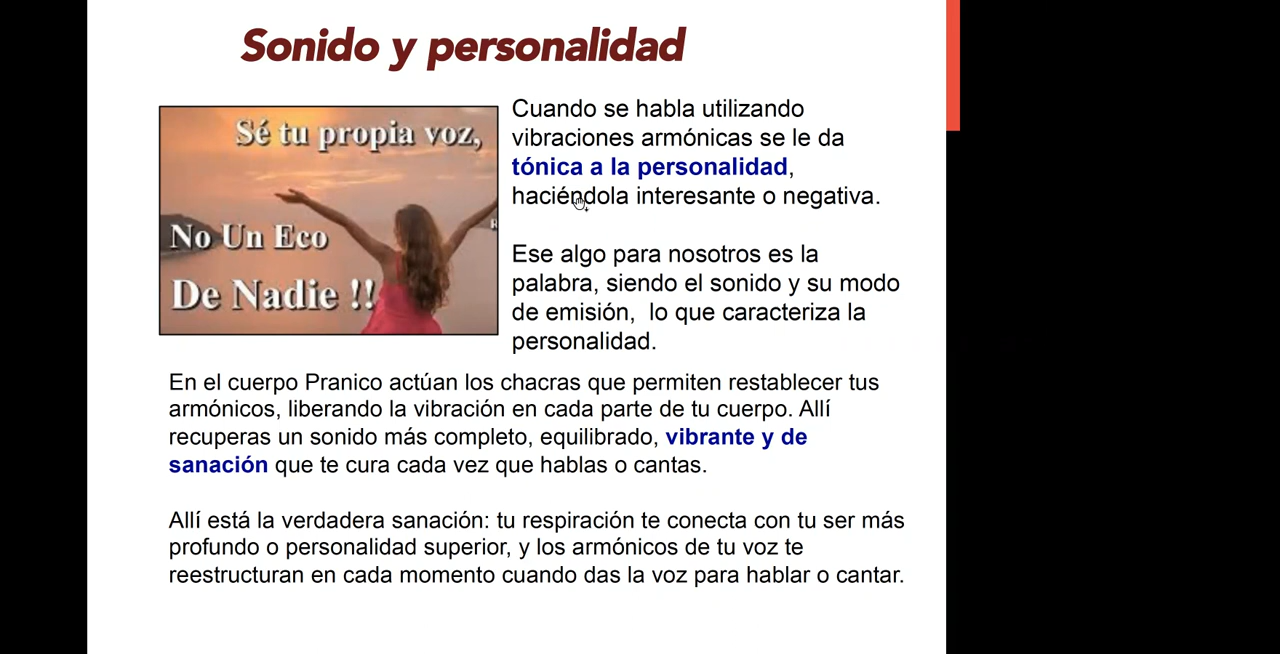 Sonido y personalidad
Sé tu propia voz,
No Un Eco
De Nadie !!
Cuando se habla utilizando
vibraciones armónicas se le da
tónica a la personalidad,
haciéndola interesante o negativa.
Ese algo para nosotros es la
palabra, siendo el sonido y su modo
de emisión, lo que caracteriza la
personalidad.
En el cuerpo Pranico actúan los chacras que permiten restablecer tus
armónicos, liberando la vibración en cada parte de tu cuerpo. Allí
recuperas un sonido más completo, equilibrado, vibrante y de
sanación que te cura cada vez que hablas o cantas.
Allí está la verdadera sanación: tu respiración te conecta con tu ser más
profundo o personalidad superior, y los armónicos de tu voz te
reestructuran en cada momento cuando das la voz para hablar o cantar.